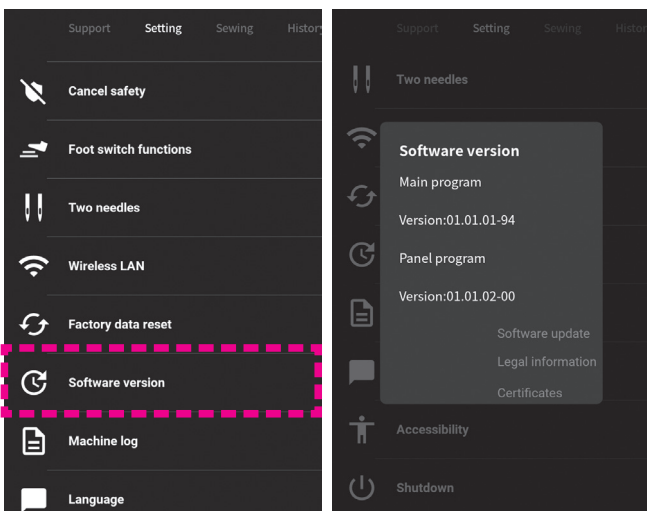 Support Setting Sewing History
Cancel safety
Foot switch functions
Two needles
Wireless LAN
Factory data reset
Software version
Machine log
Language
Support Setting Sewing Histor
Two needles
Software version
Main program
Version:01.01.01-94
Panel program
Version:01.01.02-00
Software update
Legal information
Certificates
Accessibility
Shutdown